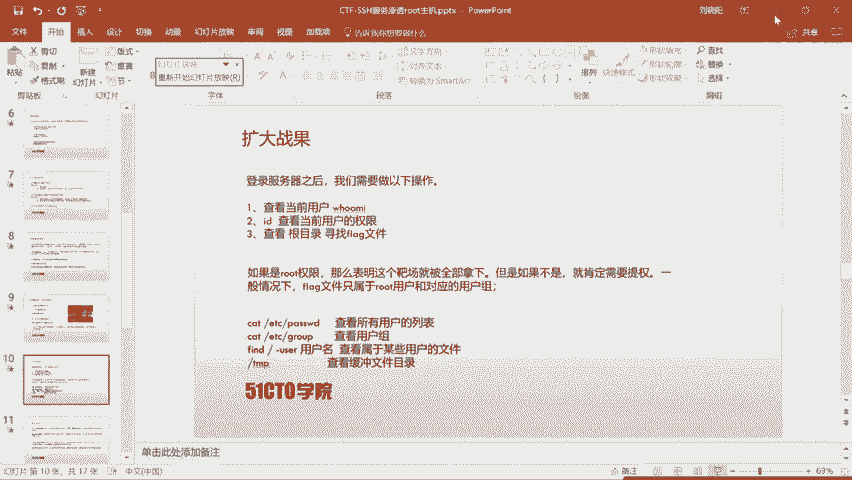 CTF-SSH服务渗透root主机.pptx - PowerPoint
文件 开始 插入 设计 切换 动画 幻灯片放映 审阅 视图 加载项 告诉我你想要做什么
共享
粘贴
剪切
复制
格式刷
剪贴板
新建
幻灯片
版式
重置
节
幻灯片
重新开始幻灯片放映(R)
字体
文字方向
对齐文本
转换为 SmartArt
段落
排列
快速样式
形状填充
形状轮廓
形状效果
绘图
查找
替换
选择
编辑
6
7
8
9
10
11
扩大战果
登录服务器之后，我们需要做以下操作。
1、查看当前用户 whoami
2、id 查看当前用户的权限
3、查看 根目录 寻找flag文件
如果是root权限，那么表明这个靶场就被全部拿下。但是如果不是，就肯定需要提权。一
般情况下，flag文件只属于root用户和对应的用户组；
cat /etc/passwd 查看所有用户的列表
cat /etc/group 查看用户组
find / -user 用户名 查看属于某些用户的文件
/tmp 查看缓冲文件目录
51CTO学院
单击此处添加备注
幻灯片 第 10 张，共 17 张 中文(中国)
备注
69%